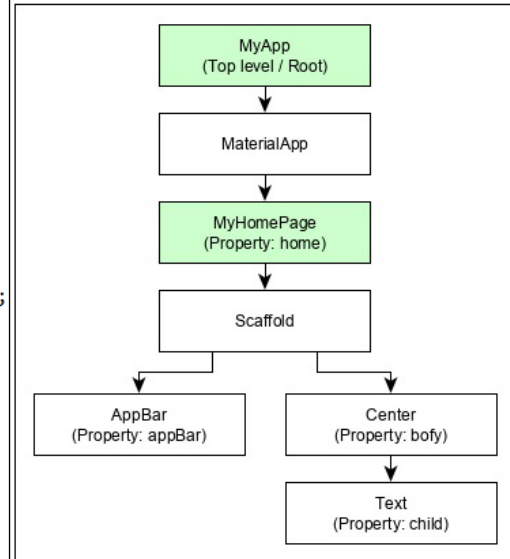 MyApp
(Top level / Root)
MaterialApp
MyHomePage
(Property: home)
;
Scaffold
AppBar
(Property: appBar)
Center
(Property: bofy)
Text
(Property: child)